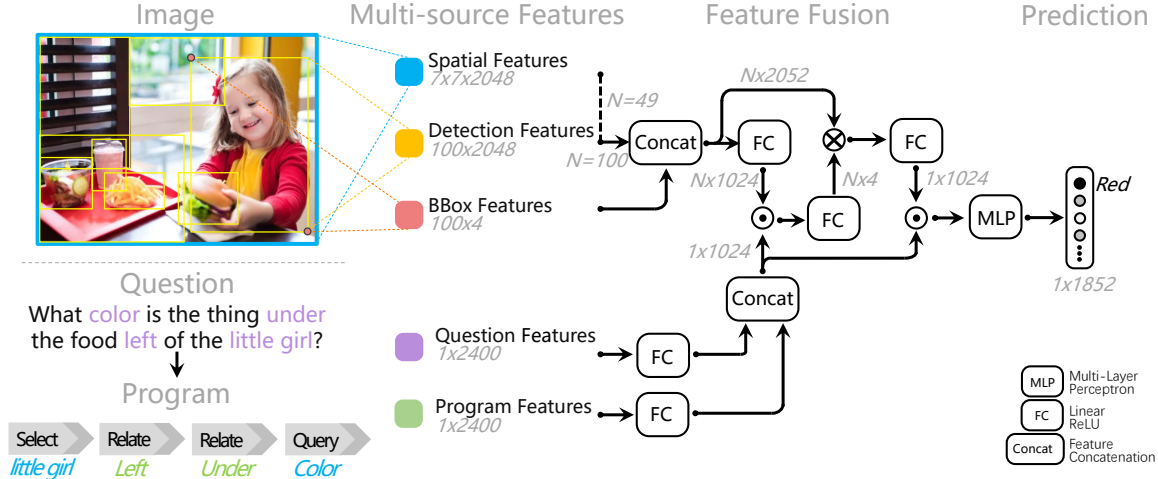 Image
Multi-source Features
Feature Fusion
Prediction
Spatial Features
7x7x2048
Detection Features
100x2048
BBox Features
100x4
N=49
N=100
Concat
Nx2052
FC
Nx1024
FC
Nx4
FC
1x1024
1x1024
MLP
Red
1x1852
Concat
Question
What color is the thing under
the food left of the little girl?
Program
Select
Relate
Relate
Query
little girl
Left
Under
Color
Question Features
1x2400
FC
Program Features
1x2400
FC
MLP
Multi-Layer
Perceptron
FC
Linear
ReLU
Concat
Feature
Concatenation